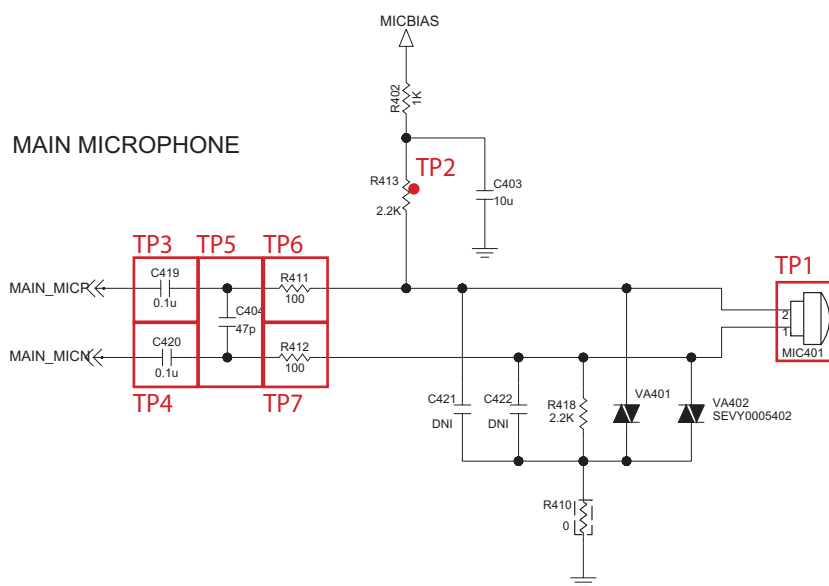 MICBIAS
R402
1K
MAIN MICROPHONE
TP2
R413
2.2K
C403
10u
TP3
TP5
TP6
TP1
MAIN_MICP
C419
0.1u
R411
100
C404
47p
2
1
MIC401
MAIN_MICN
C420
0.1u
R412
100
TP4
TP7
C421
DNI
C422
DNI
R418
2.2K
VA401
VA402
SEVY0005402
R410
0